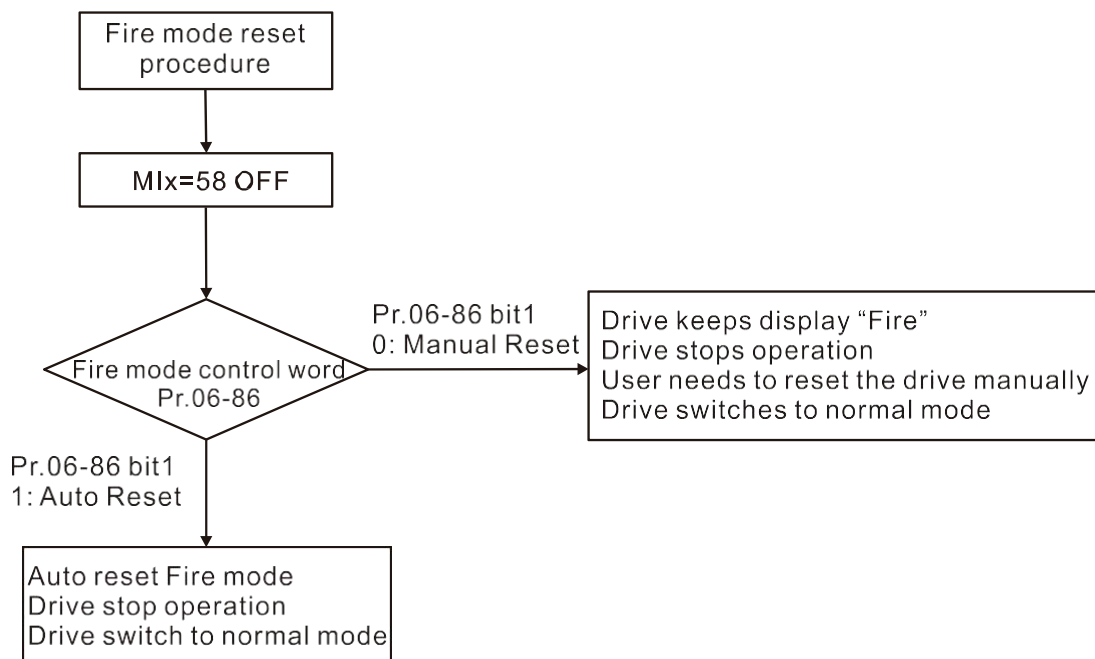 Fire mode reset
procedure
MIx=58 OFF
Fire mode control word
Pr.06-86
Pr.06-86 bit1
0: Manual Reset
Drive keeps display “Fire”
Drive stops operation
User needs to reset the drive manually
Drive switches to normal mode
Pr.06-86 bit1
1: Auto Reset
Auto reset Fire mode
Drive stop operation
Drive switch to normal mode